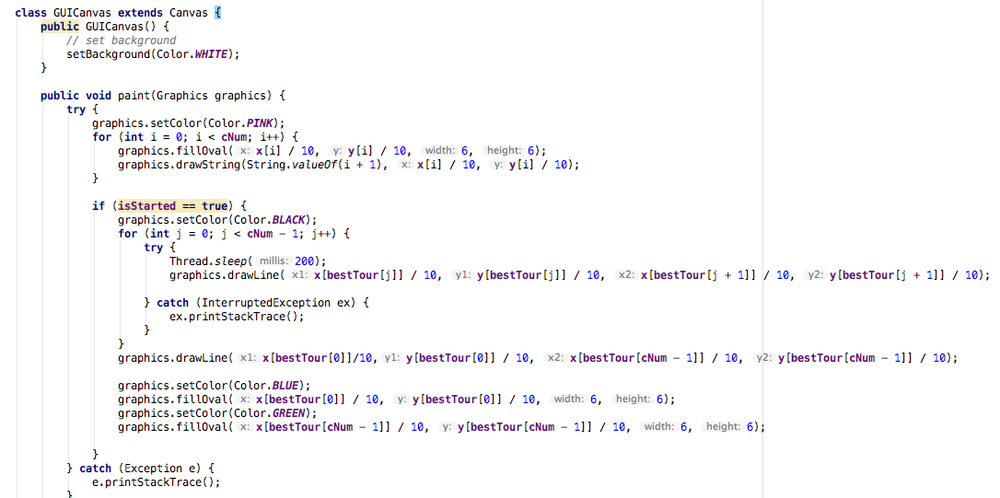 class GUICanvas extends Canvas {
public GUICanvas() {
// set background
setBackground(Color.WHITE);
}
public void paint(Graphics graphics) {
try {
graphics.setColor(Color.PINK);
for (int i = 0; i < cNum; i++) {
graphics.fillOval( x: x[i] / 10, y: y[i] / 10, width: 6, height: 6);
graphics.drawString(String.valueOf(i + 1), x: x[i] / 10, y: y[i] / 10);
}
if (isStarted == true) {
graphics.setColor(Color.BLACK);
for (int j = 0; j < cNum - 1; j++) {
try {
Thread.sleep( millis: 200);
graphics.drawLine( x1: x[bestTour[j]] / 10, y1: y[bestTour[j]] / 10, x2: x[bestTour[j + 1]] / 10, y2: y[bestTour[j + 1]] / 10);
} catch (InterruptedException ex) {
ex.printStackTrace();
}
}
graphics.drawLine( x1: x[bestTour[0]]/10, y1: y[bestTour[0]] / 10, x2: x[bestTour[cNum - 1]] / 10, y2: y[bestTour[cNum - 1]] / 10);
graphics.setColor(Color.BLUE);
graphics.fillOval( x: x[bestTour[0]] / 10, y: y[bestTour[0]] / 10, width: 6, height: 6);
graphics.setColor(Color.GREEN);
graphics.fillOval( x: x[bestTour[cNum - 1]] / 10, y: y[bestTour[cNum - 1]] / 10, width: 6, height: 6);
}
} catch (Exception e) {
e.printStackTrace();
}